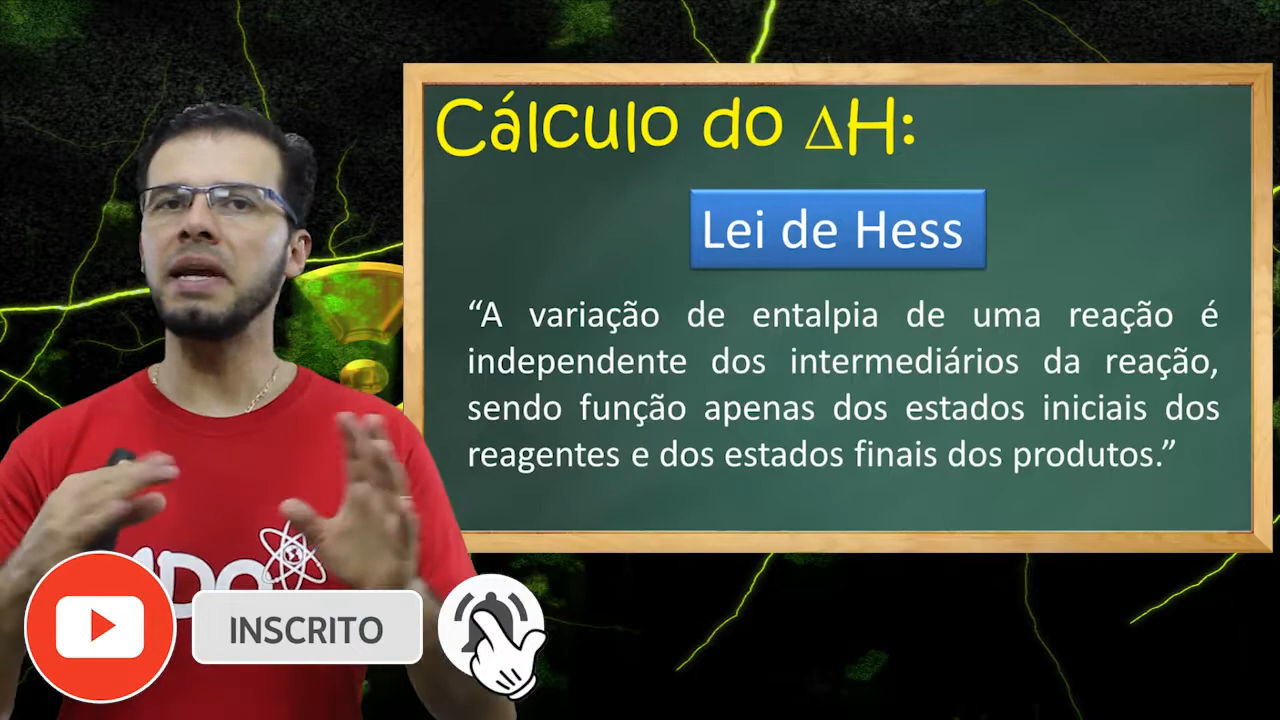 Cálculo do ΔH:
Lei de Hess
“A variação de entalpia de uma reação é
independente dos intermediários da reação,
sendo função apenas dos estados iniciais dos
reagentes e dos estados finais dos produtos.”
INSCRITO